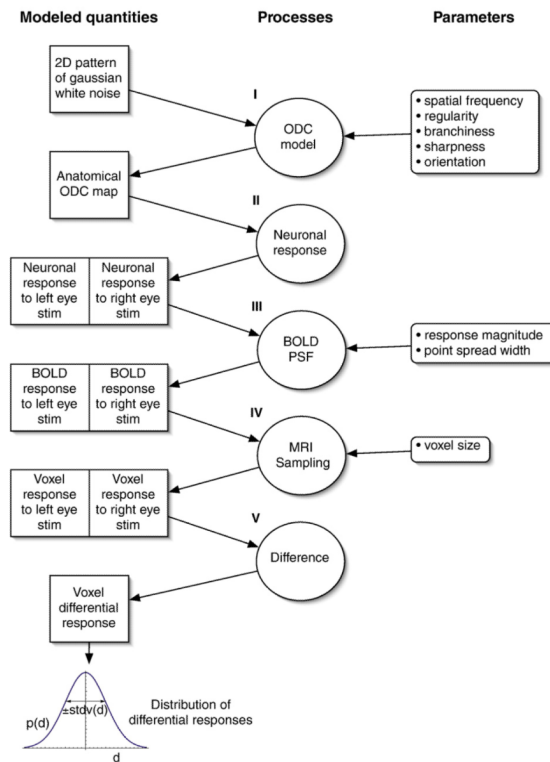 Modeled quantities
Processes
Parameters
2D pattern
of gaussian
white noise
I
ODC
model
• spatial frequency
• regularity
• branchiness
• sharpness
• orientation
Anatomical
ODC map
II
Neuronal
response
Neuronal
response
to left eye
stim
Neuronal
response
to right eye
stim
III
BOLD
PSF
• response magnitude
• point spread width
BOLD
response
to left eye
stim
BOLD
response
to right eye
stim
IV
MRI
Sampling
• voxel size
Voxel
response
to left eye
stim
Voxel
response
to right eye
stim
V
Difference
Voxel
differential
response
p(d)
±stdv(d)
d
Distribution of
differential responses